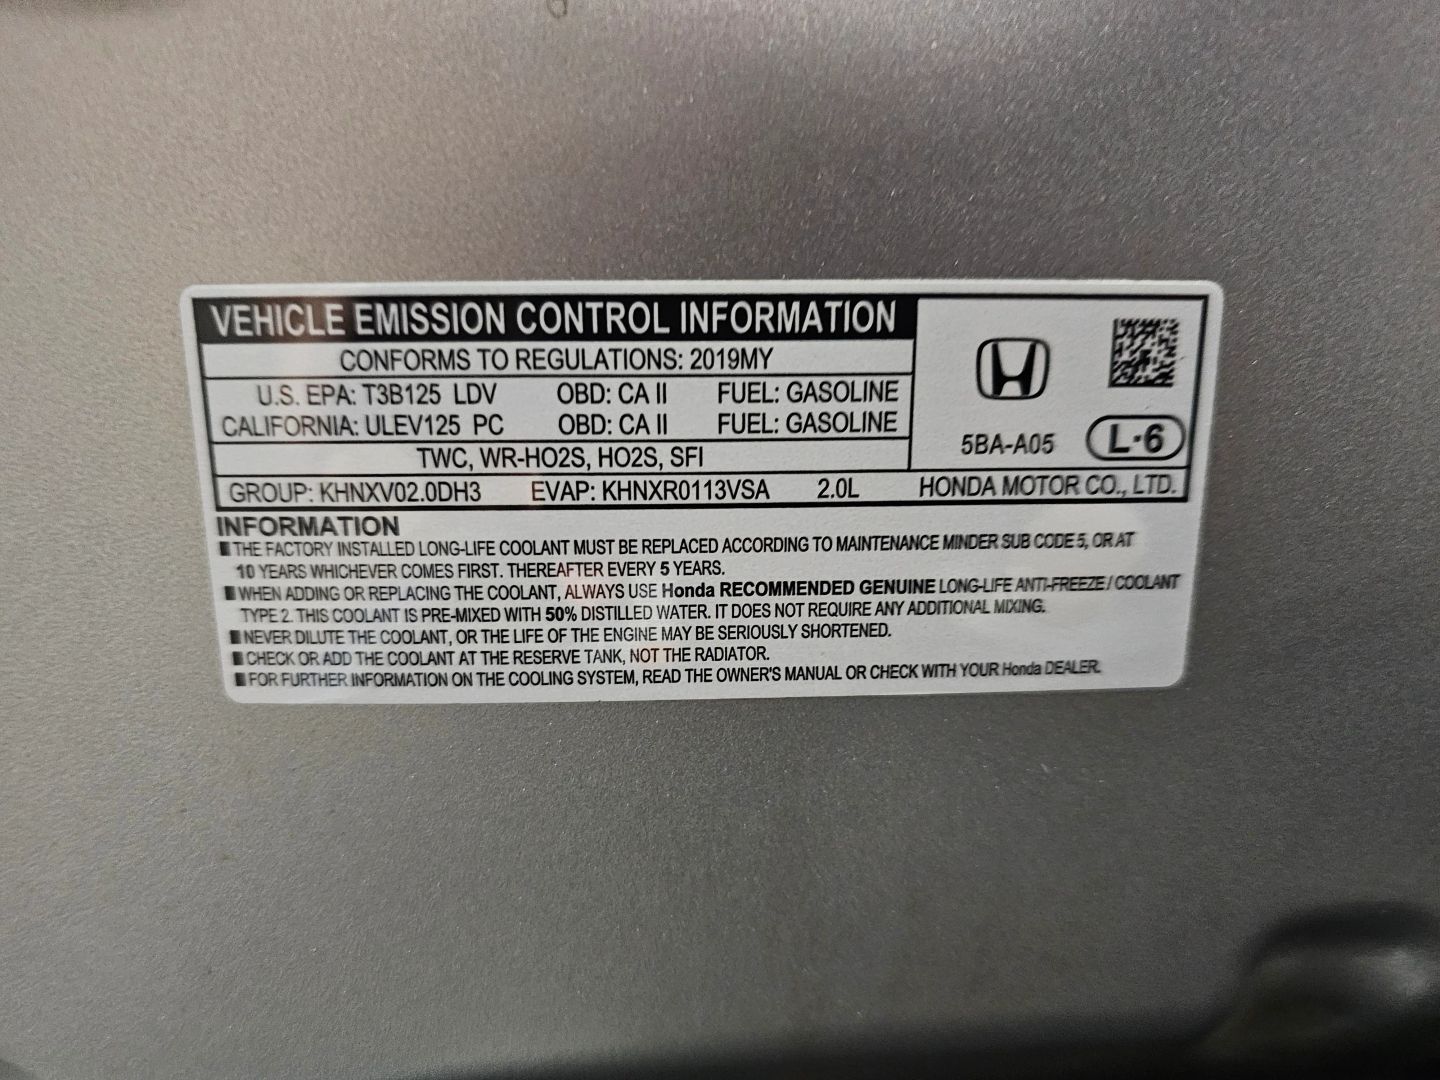 VEHICLE EMISSION CONTROL INFORMATION
CONFORMS TO REGULATIONS: 2019MY
U.S. EPA: T3B125 LDV OBD: CA II FUEL: GASOLINE
CALIFORNIA: ULEV125 PC OBD: CA II FUEL: GASOLINE
5BA-A05 L·6
TWC, WR-HO2S, HO2S, SFI
GROUP: KHNXV02.0DH3 EVAP: KHNXR0113VSA 2.0L HONDA MOTOR CO., LTD.
INFORMATION
■ THE FACTORY INSTALLED LONG-LIFE COOLANT MUST BE REPLACED ACCORDING TO MAINTENANCE MINDER SUB CODE 5, OR AT
10 YEARS WHICHEVER COMES FIRST. THEREAFTER EVERY 5 YEARS.
■ WHEN ADDING OR REPLACING THE COOLANT, ALWAYS USE Honda RECOMMENDED GENUINE LONG-LIFE ANTI-FREEZE / COOLANT
TYPE 2. THIS COOLANT IS PRE-MIXED WITH 50% DISTILLED WATER. IT DOES NOT REQUIRE ANY ADDITIONAL MIXING.
■ NEVER DILUTE THE COOLANT, OR THE LIFE OF THE ENGINE MAY BE SERIOUSLY SHORTENED.
■ CHECK OR ADD THE COOLANT AT THE RESERVE TANK, NOT THE RADIATOR.
■ FOR FURTHER INFORMATION ON THE COOLING SYSTEM, READ THE OWNER'S MANUAL OR CHECK WITH YOUR Honda DEALER.